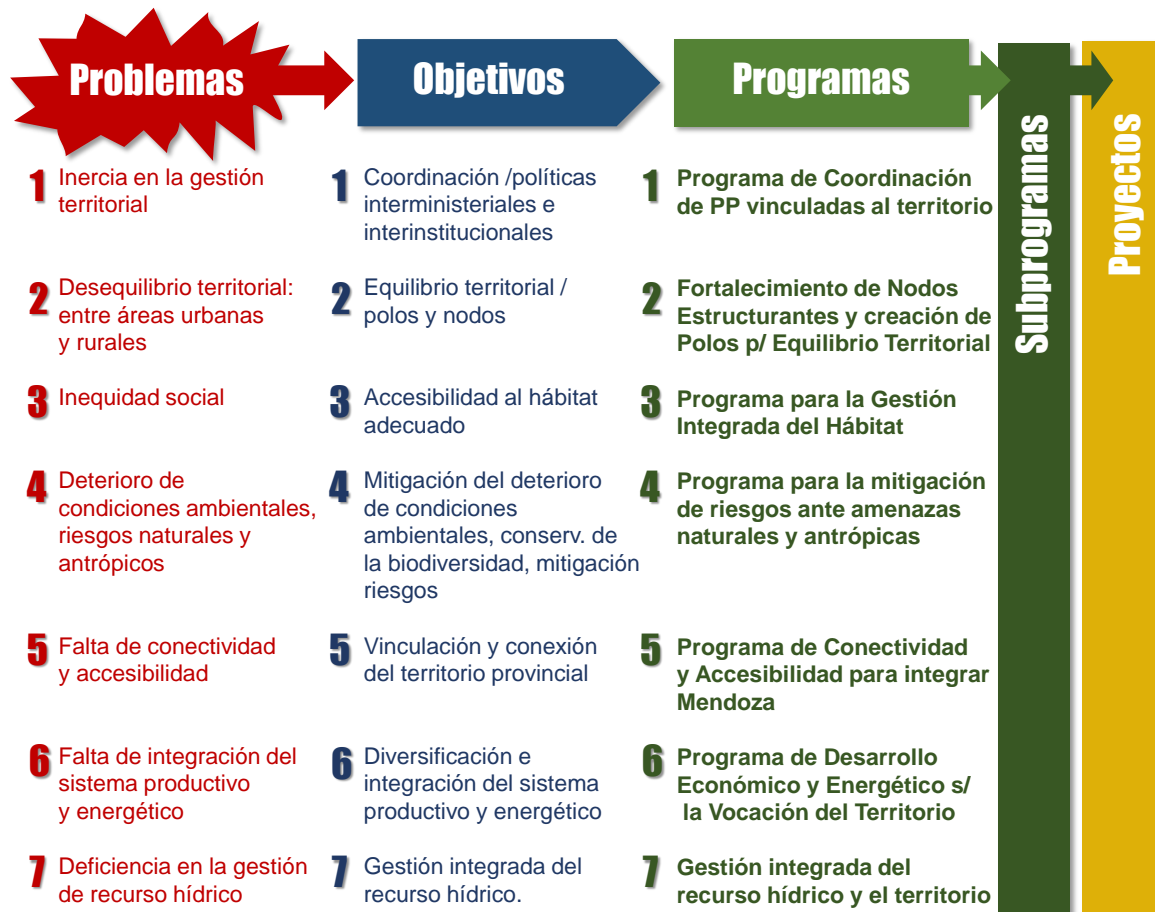 Problemas
Objetivos
Programas
Subprogramas
Proyectos
1 Inercia en la gestión
territorial
1 Coordinación /políticas
interministeriales e
interinstitucionales
1 Programa de Coordinación
de PP vinculadas al territorio
2 Desequilibrio territorial:
entre áreas urbanas
y rurales
2 Equilibrio territorial /
polos y nodos
2 Fortalecimiento de Nodos
Estructurantes y creación de
Polos p/ Equilibrio Territorial
3 Inequidad social
3 Accesibilidad al hábitat
adecuado
3 Programa para la Gestión
Integrada del Hábitat
4 Deterioro de
condiciones ambientales,
riesgos naturales y
antrópicos
4 Mitigación del deterioro
de condiciones
ambientales, conserv. de
la biodiversidad, mitigación
riesgos
4 Programa para la mitigación
de riesgos ante amenazas
naturales y antrópicas
5 Falta de conectividad
y accesibilidad
5 Vinculación y conexión
del territorio provincial
5 Programa de Conectividad
y Accesibilidad para integrar
Mendoza
6 Falta de integración del
sistema productivo
y energético
6 Diversificación e
integración del sistema
productivo y energético
6 Programa de Desarrollo
Económico y Energético s/
la Vocación del Territorio
7 Deficiencia en la gestión
de recurso hídrico
7 Gestión integrada del
recurso hídrico.
7 Gestión integrada del
recurso hídrico y el territorio